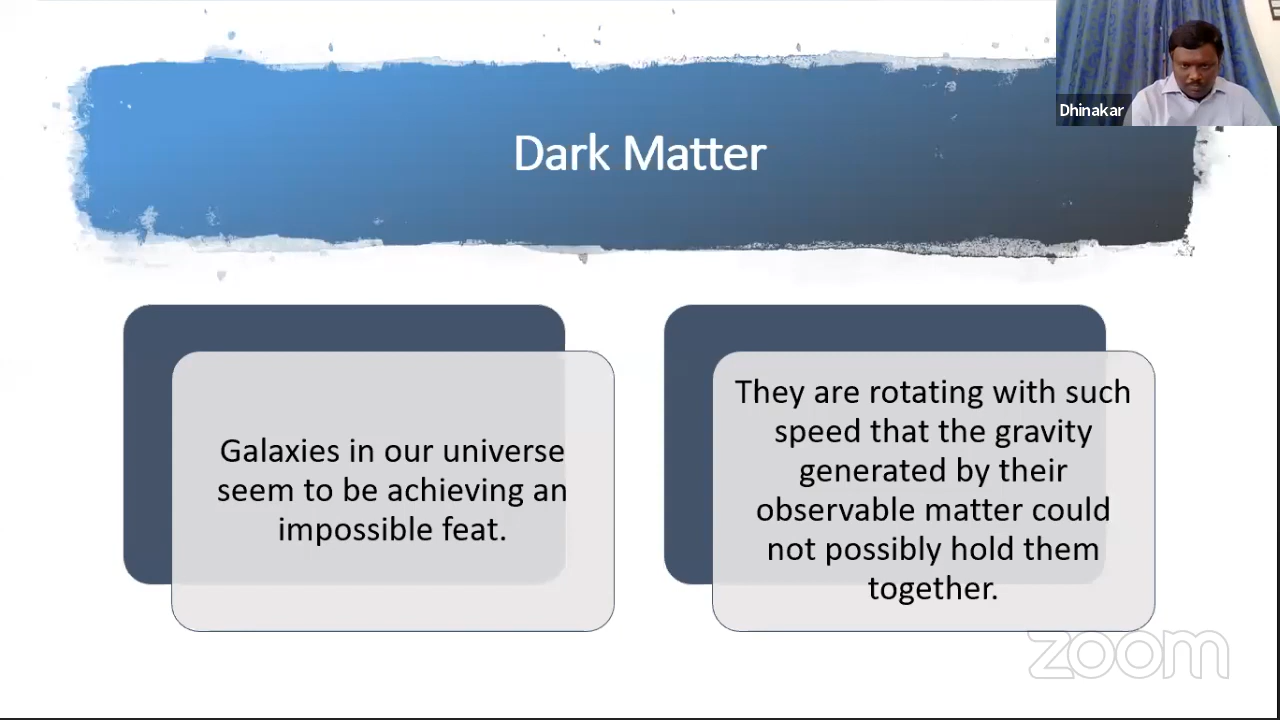 Dhinakar
Dark Matter
Galaxies in our universe
seem to be achieving an
impossible feat.
They are rotating with such
speed that the gravity
generated by their
observable matter could
not possibly hold them
together.
zoom